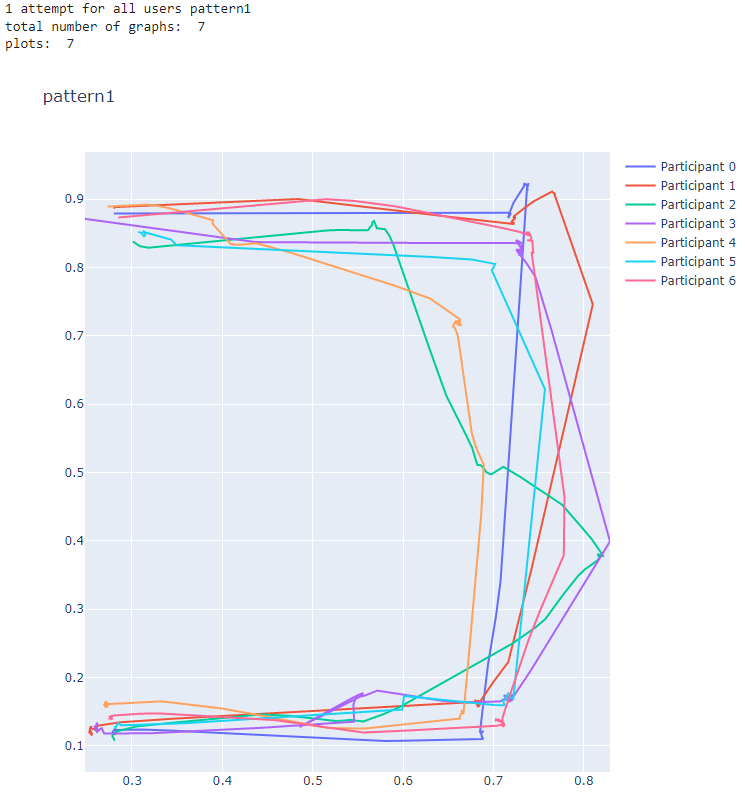 1 attempt for all users pattern1
total number of graphs:  7
plots:  7
pattern1
Participant 0
Participant 1
Participant 2
Participant 3
Participant 4
Participant 5
Participant 6
0.9
0.8
0.7
0.6
0.5
0.4
0.3
0.2
0.1
0.3 0.4 0.5 0.6 0.7 0.8